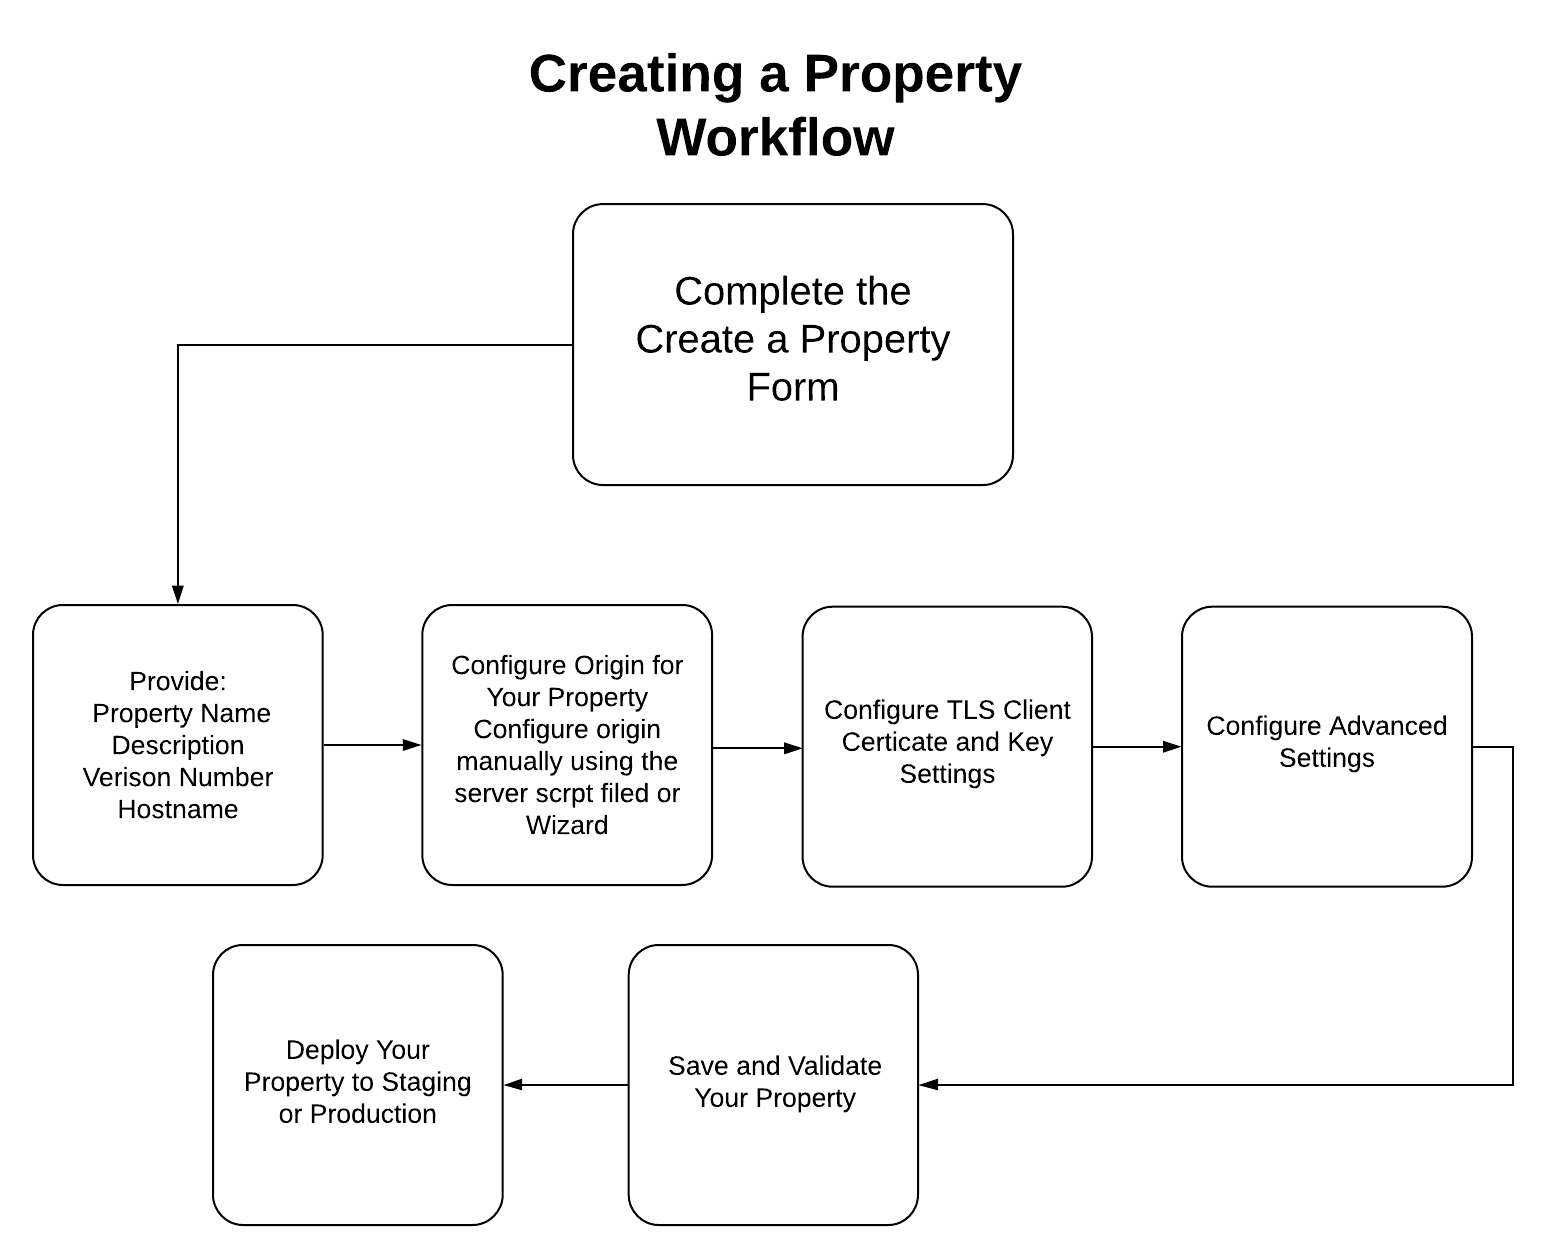 Creating a Property
Workflow
Complete the
Create a Property
Form
Provide:
Property Name
Description
Verison Number
Hostname
Configure Origin for
Your Property
Configure origin
manually using the
server scrpt filed or
Wizard
Configure TLS Client
Certicate and Key
Settings
Configure Advanced
Settings
Save and Validate
Your Property
Deploy Your
Property to Staging
or Production